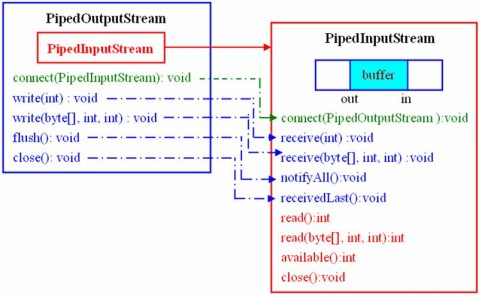 PipedOutputStream
PipedInputStream
connect(PipedInputStream): void
write(int) : void
write(byte[], int, int) : void
flush(): void
close(): void
PipedInputStream
buffer
out in
connect(PipedOutputStream ):void
receive(int) : void
receive(byte[], int, int) : void
notifyAll():void
receivedLast():void
read():int
read(byte[], int, int):int
available():int
close():void